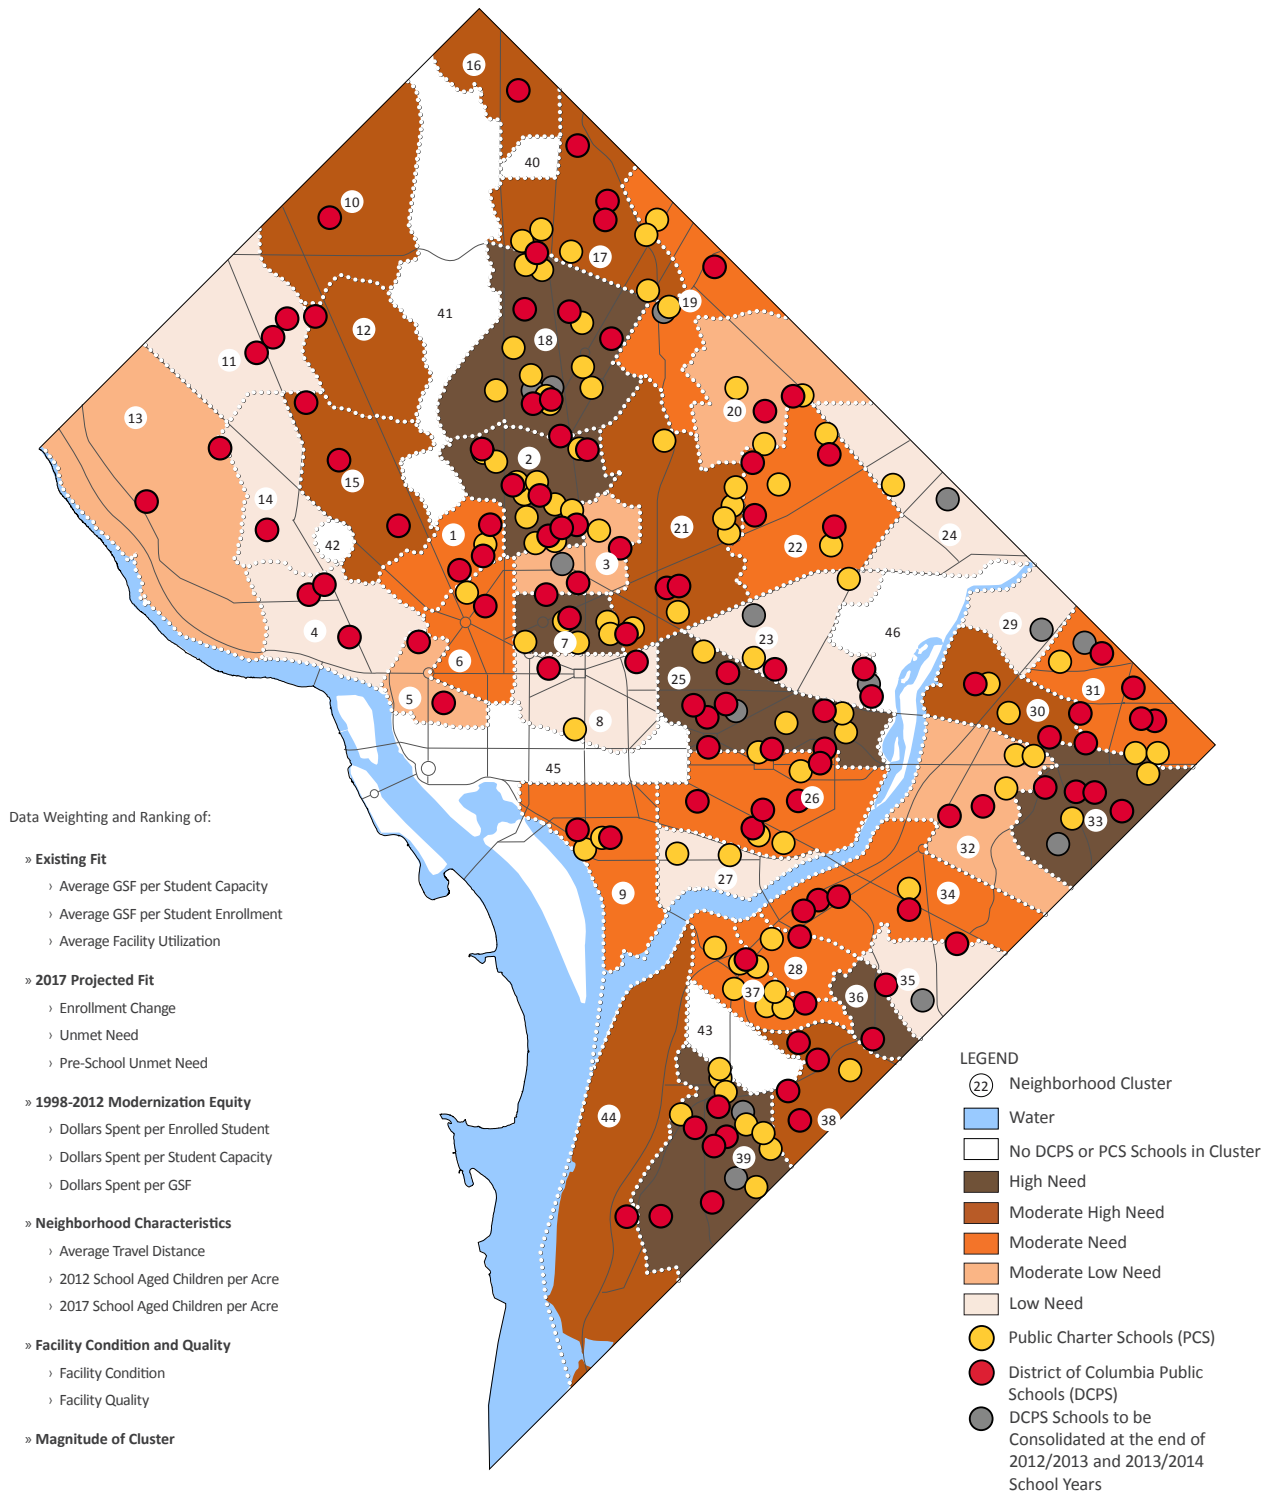 16
40
10
17
19
41
18
12
11
20
13
2
15
14
1
42
21
22
24
3
4
7
23
46
29
6
25
31
5
30
8
45
26
33
32
27
9
34
28
35
37
36
43
44
38
39
Data Weighting and Ranking of:
» Existing Fit
› Average GSF per Student Capacity
› Average GSF per Student Enrollment
› Average Facility Utilization
» 2017 Projected Fit
› Enrollment Change
› Unmet Need
› Pre-School Unmet Need
» 1998-2012 Modernization Equity
› Dollars Spent per Enrolled Student
› Dollars Spent per Student Capacity
› Dollars Spent per GSF
» Neighborhood Characteristics
› Average Travel Distance
› 2012 School Aged Children per Acre
› 2017 School Aged Children per Acre
» Facility Condition and Quality
› Facility Condition
› Facility Quality
» Magnitude of Cluster
LEGEND
22 Neighborhood Cluster
Water
No DCPS or PCS Schools in Cluster
High Need
Moderate High Need
Moderate Need
Moderate Low Need
Low Need
Public Charter Schools (PCS)
District of Columbia Public
Schools (DCPS)
DCPS Schools to be
Consolidated at the end of
2012/2013 and 2013/2014
School Years